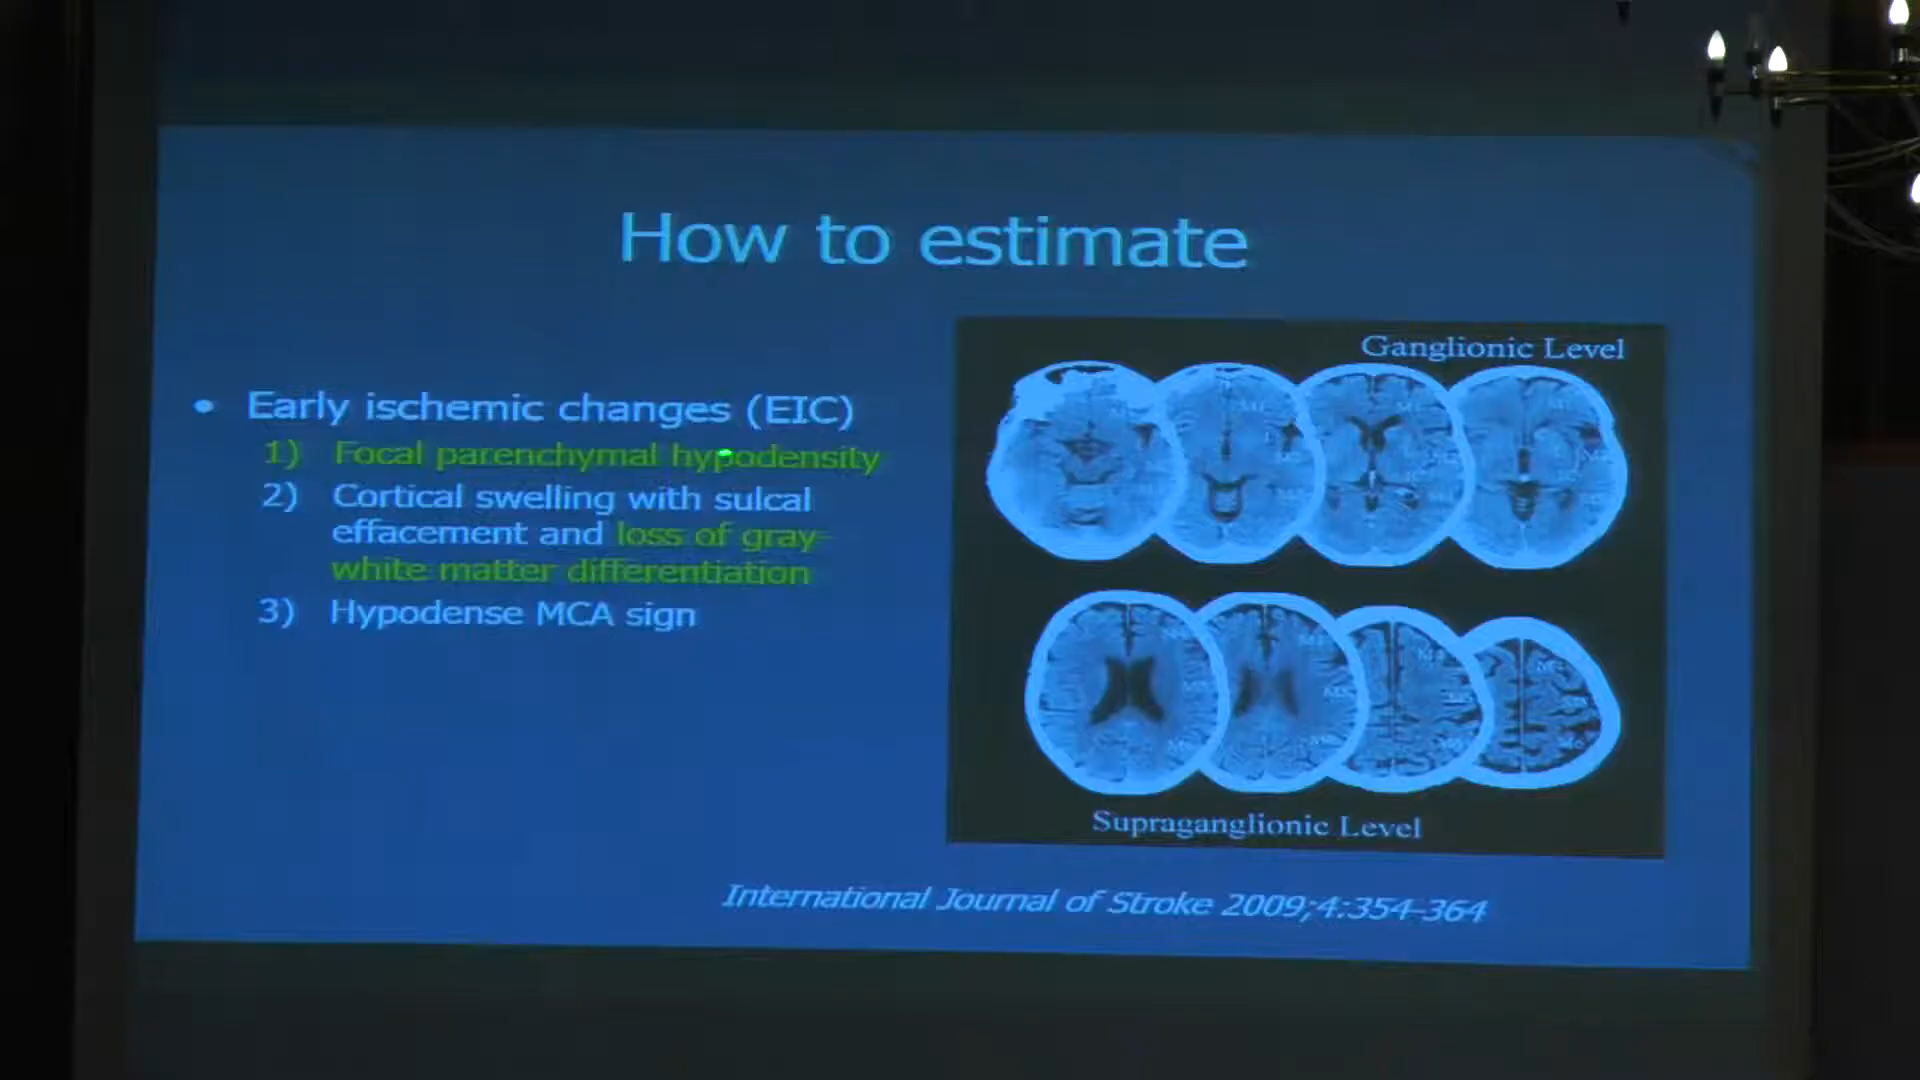 How to estimate
• Early ischemic changes (EIC)
1) Focal parenchymal hypodensity
2) Cortical swelling with sulcal
effacement and loss of gray-
white matter differentiation
3) Hypodense MCA sign
Ganglionic Level
Supraganglionic Level
International Journal of Stroke 2009;4:354-364